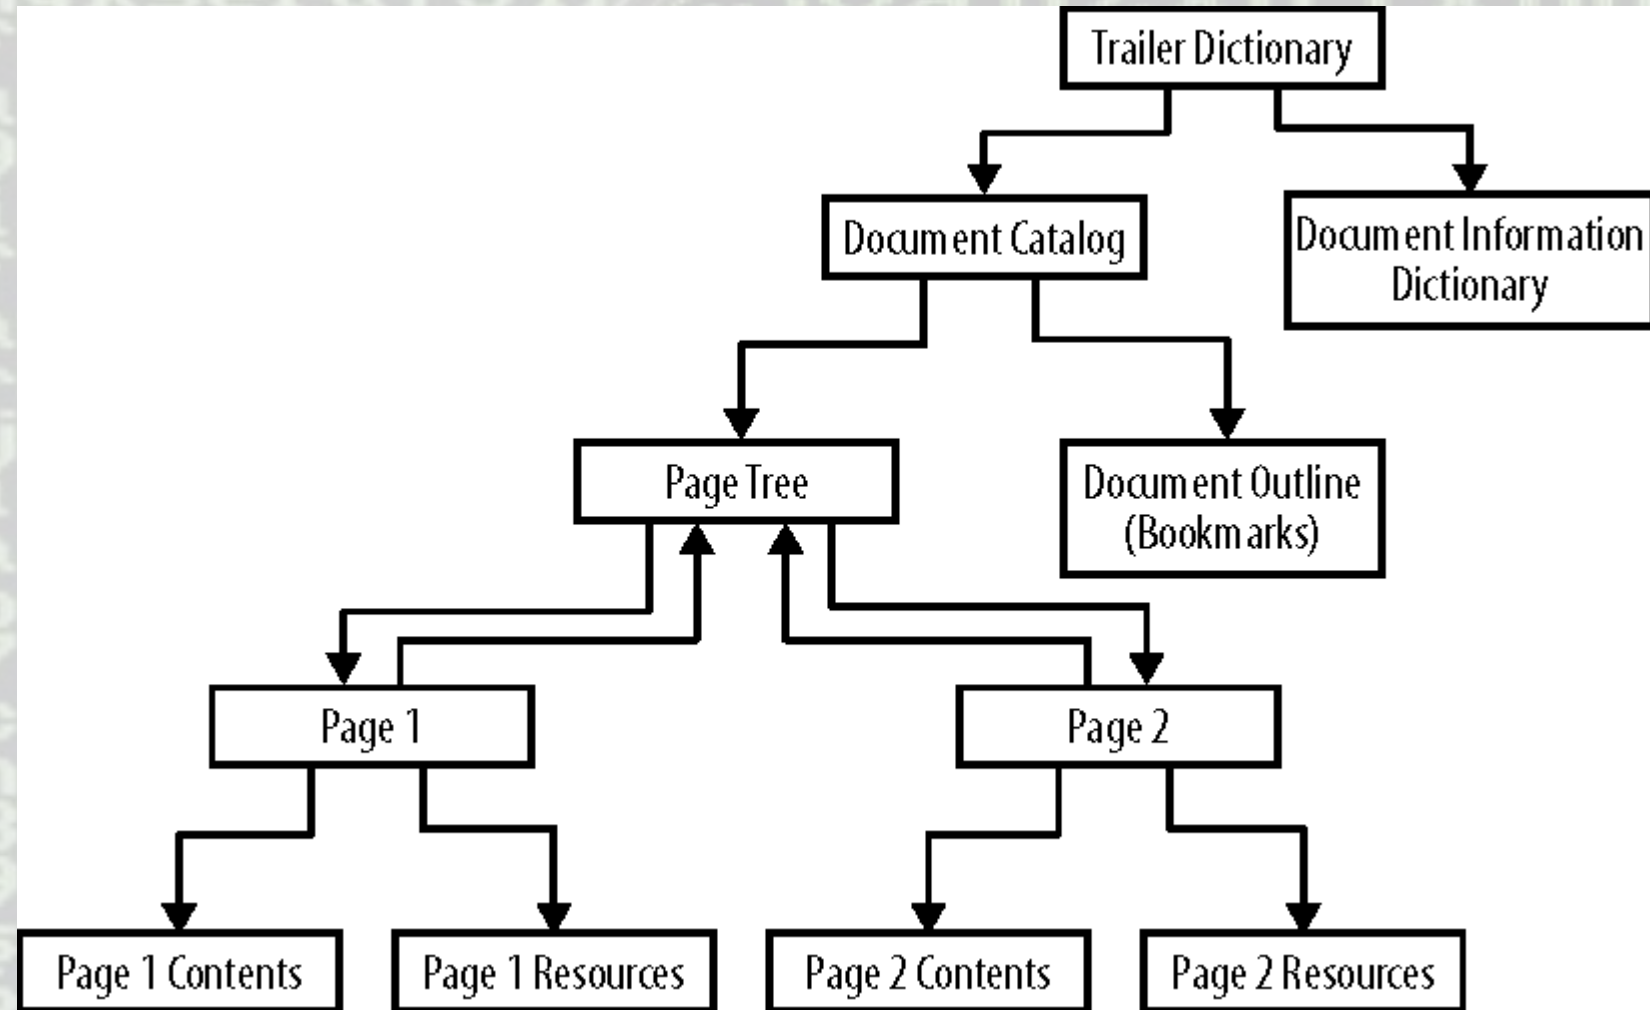 Trailer Dictionary
Document Catalog
Document Information
Dictionary
Page Tree
Document Outline
(Bookmarks)
Page 1
Page 2
Page 1 Contents
Page 1 Resources
Page 2 Contents
Page 2 Resources